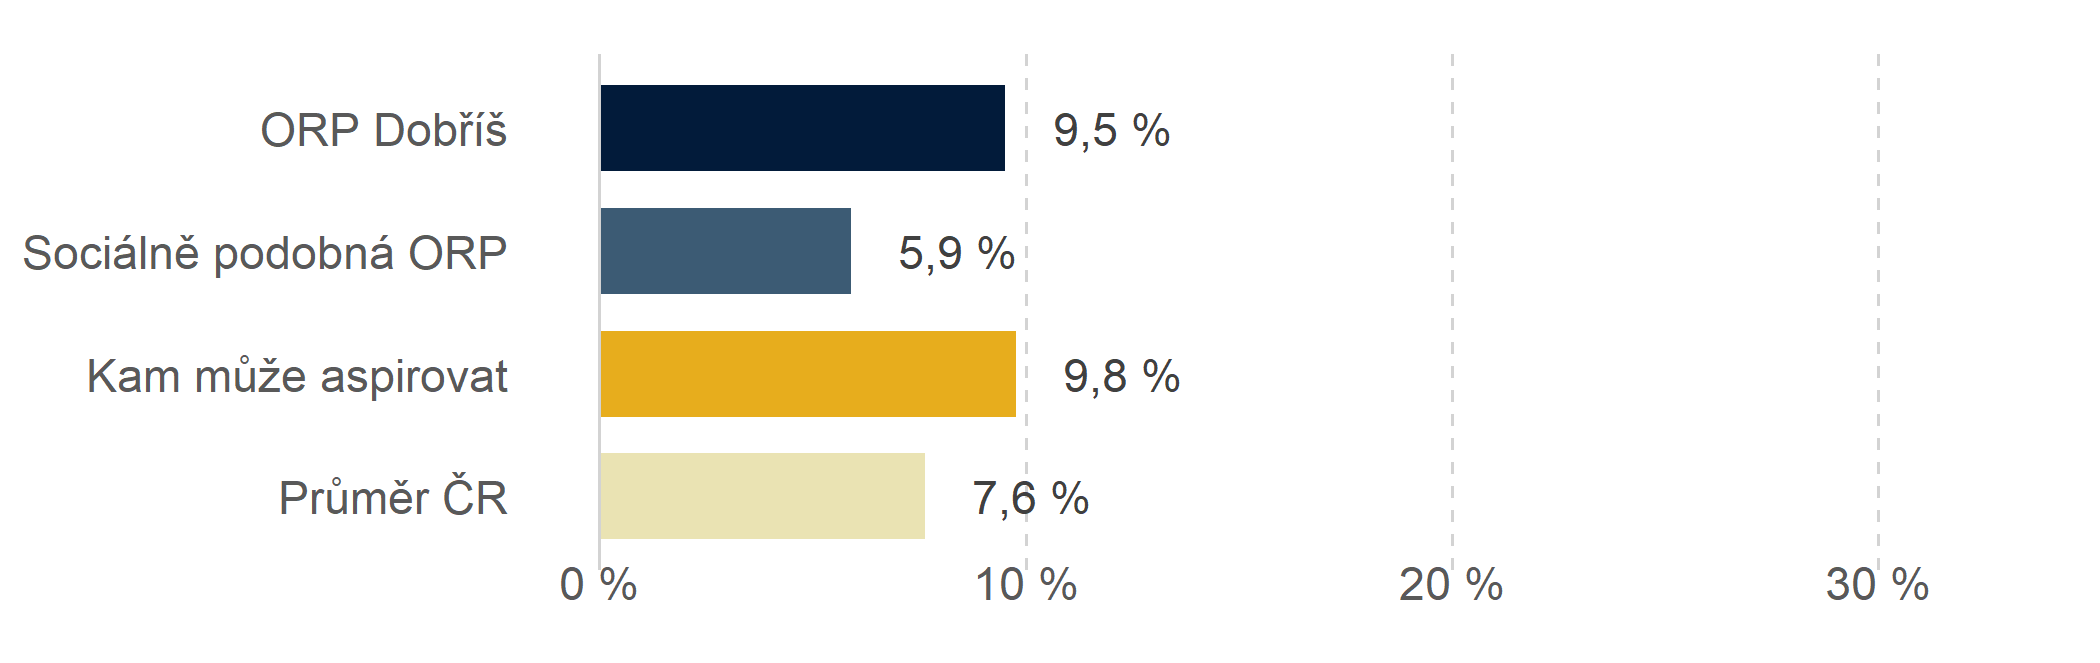 ORP Dobříš 9,5 %
Sociálně podobná ORP 5,9 %
Kam může aspirovat 9,8 %
Průměr ČR 7,6 %
0 % 10 % 20 % 30 %